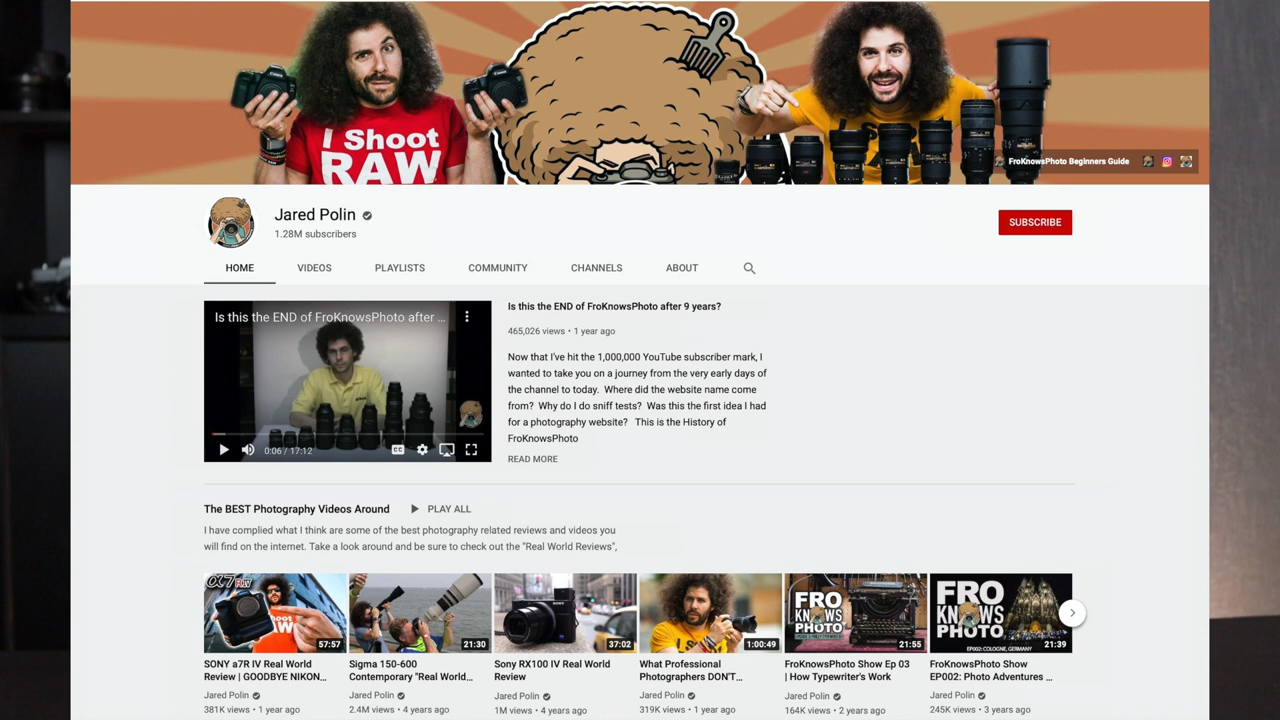 I Shoot
RAW
FroKnowsPhoto Beginners Guide
Jared Polin
1.28M subscribers
SUBSCRIBE
HOME VIDEOS PLAYLISTS COMMUNITY CHANNELS ABOUT
Is this the END of FroKnowsPhoto after ...
0:06 / 17:12
CC
Is this the END of FroKnowsPhoto after 9 years?
465,026 views • 1 year ago
Now that I've hit the 1,000,000 YouTube subscriber mark, I
wanted to take you on a journey from the very early days of
the channel to today. Where did the website name come
from? Why do I do sniff tests? Was this the first idea I had
for a photography website? This is the History of
FroKnowsPhoto
READ MORE
The BEST Photography Videos Around PLAY ALL
I have complied what I think are some of the best photography related reviews and videos you
will find on the internet. Take a look around and be sure to check out the "Real World Reviews",
57:57
SONY a7R IV Real World
Review | GOODBYE NIKON...
Jared Polin
381K views • 1 year ago
21:30
Sigma 150-600
Contemporary "Real World...
Jared Polin
2.4M views • 4 years ago
SONY
37:02
Sony RX100 IV Real World
Review
Jared Polin
1M views • 4 years ago
1:00:49
What Professional
Photographers DON'T...
Jared Polin
319K views • 1 year ago
FRO
KNOWS
PHOTO
21:55
FroKnowsPhoto Show Ep 03
| How Typewriter's Work
Jared Polin
164K views • 2 years ago
FRO
KNOWS
PHOTO
EP002: COLOGNE, GERMANY
21:39
FroKnowsPhoto Show
EP002: Photo Adventures ...
Jared Polin
245K views • 3 years ago